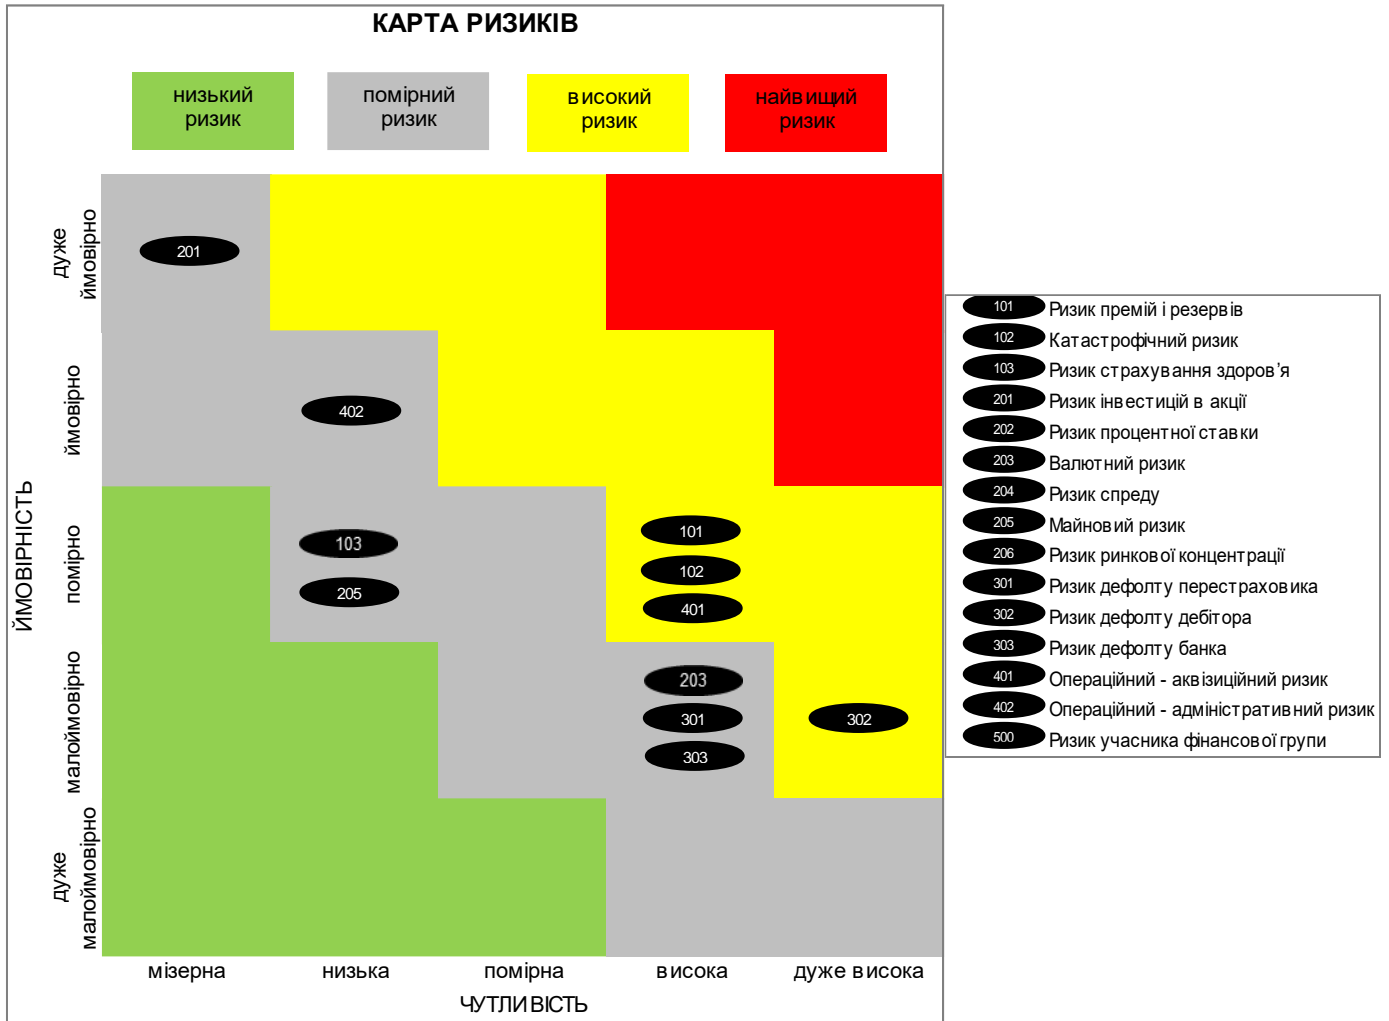 КАРТА РИЗИКІВ
низький
ризик
помірний
ризик
високий
ризик
найвищий
ризик
ЙМОВІРНІСТЬ
дуже
ймовірно
201
ймовірно
402
помірно
103
205
101
102
401
малоймовірно
203
301
303
302
дуже
малоймовірно
мізерна
низька
помірна
висока
дуже висока
ЧУТЛИВІСТЬ
101 Ризик премій і резервів
102 Катастрофічний ризик
103 Ризик страхування здоров’я
201 Ризик інвестицій в акції
202 Ризик процентної ставки
203 Валютний ризик
204 Ризик спреду
205 Майновий ризик
206 Ризик ринкової концентрації
301 Ризик дефолту перестраховика
302 Ризик дефолту дебітора
303 Ризик дефолту банка
401 Операційний - аквізиційний ризик
402 Операційний - адміністративний ризик
500 Ризик учасника фінансової групи